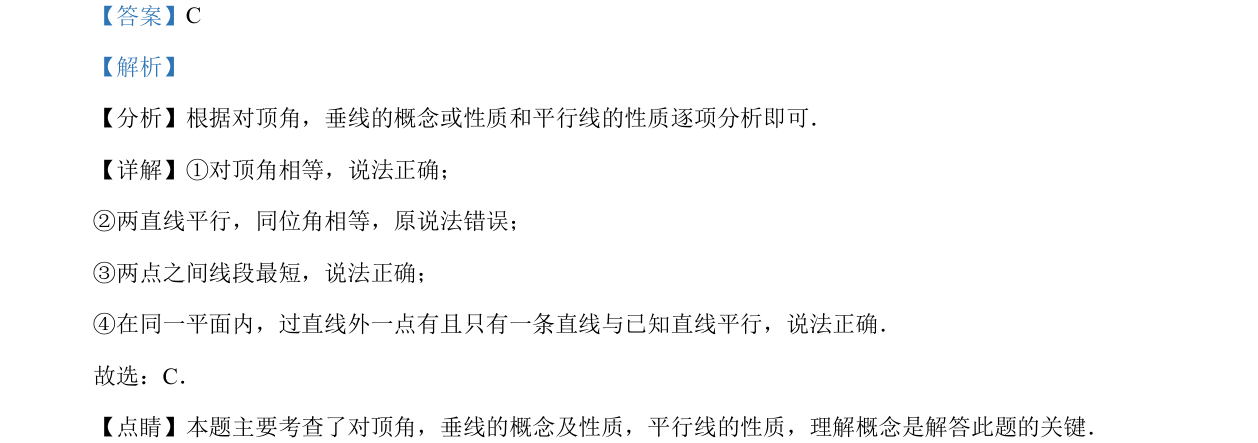 【答案】C
【解析】
【分析】根据对顶角，垂线的概念或性质和平行线的性质逐项分析即可．
【详解】①对顶角相等，说法正确；
②两直线平行，同位角相等，原说法错误；
③两点之间线段最短，说法正确；
④在同一平面内，过直线外一点有且只有一条直线与已知直线平行，说法正确．
故选：C．
【点睛】本题主要考查了对顶角，垂线的概念及性质，平行线的性质，理解概念是解答此题的关键．